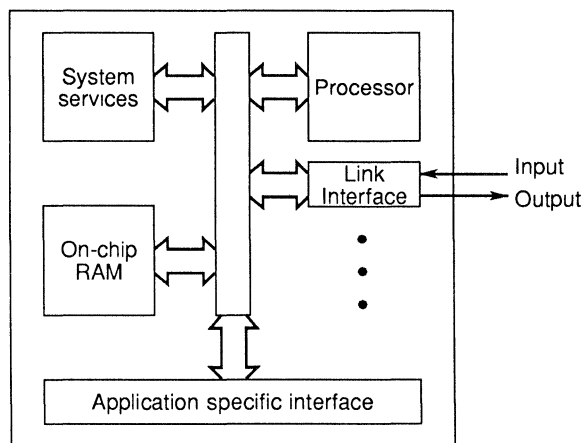 System
services
Processor
Link
Interface
Input
Output
On-chip
RAM
Application specific interface